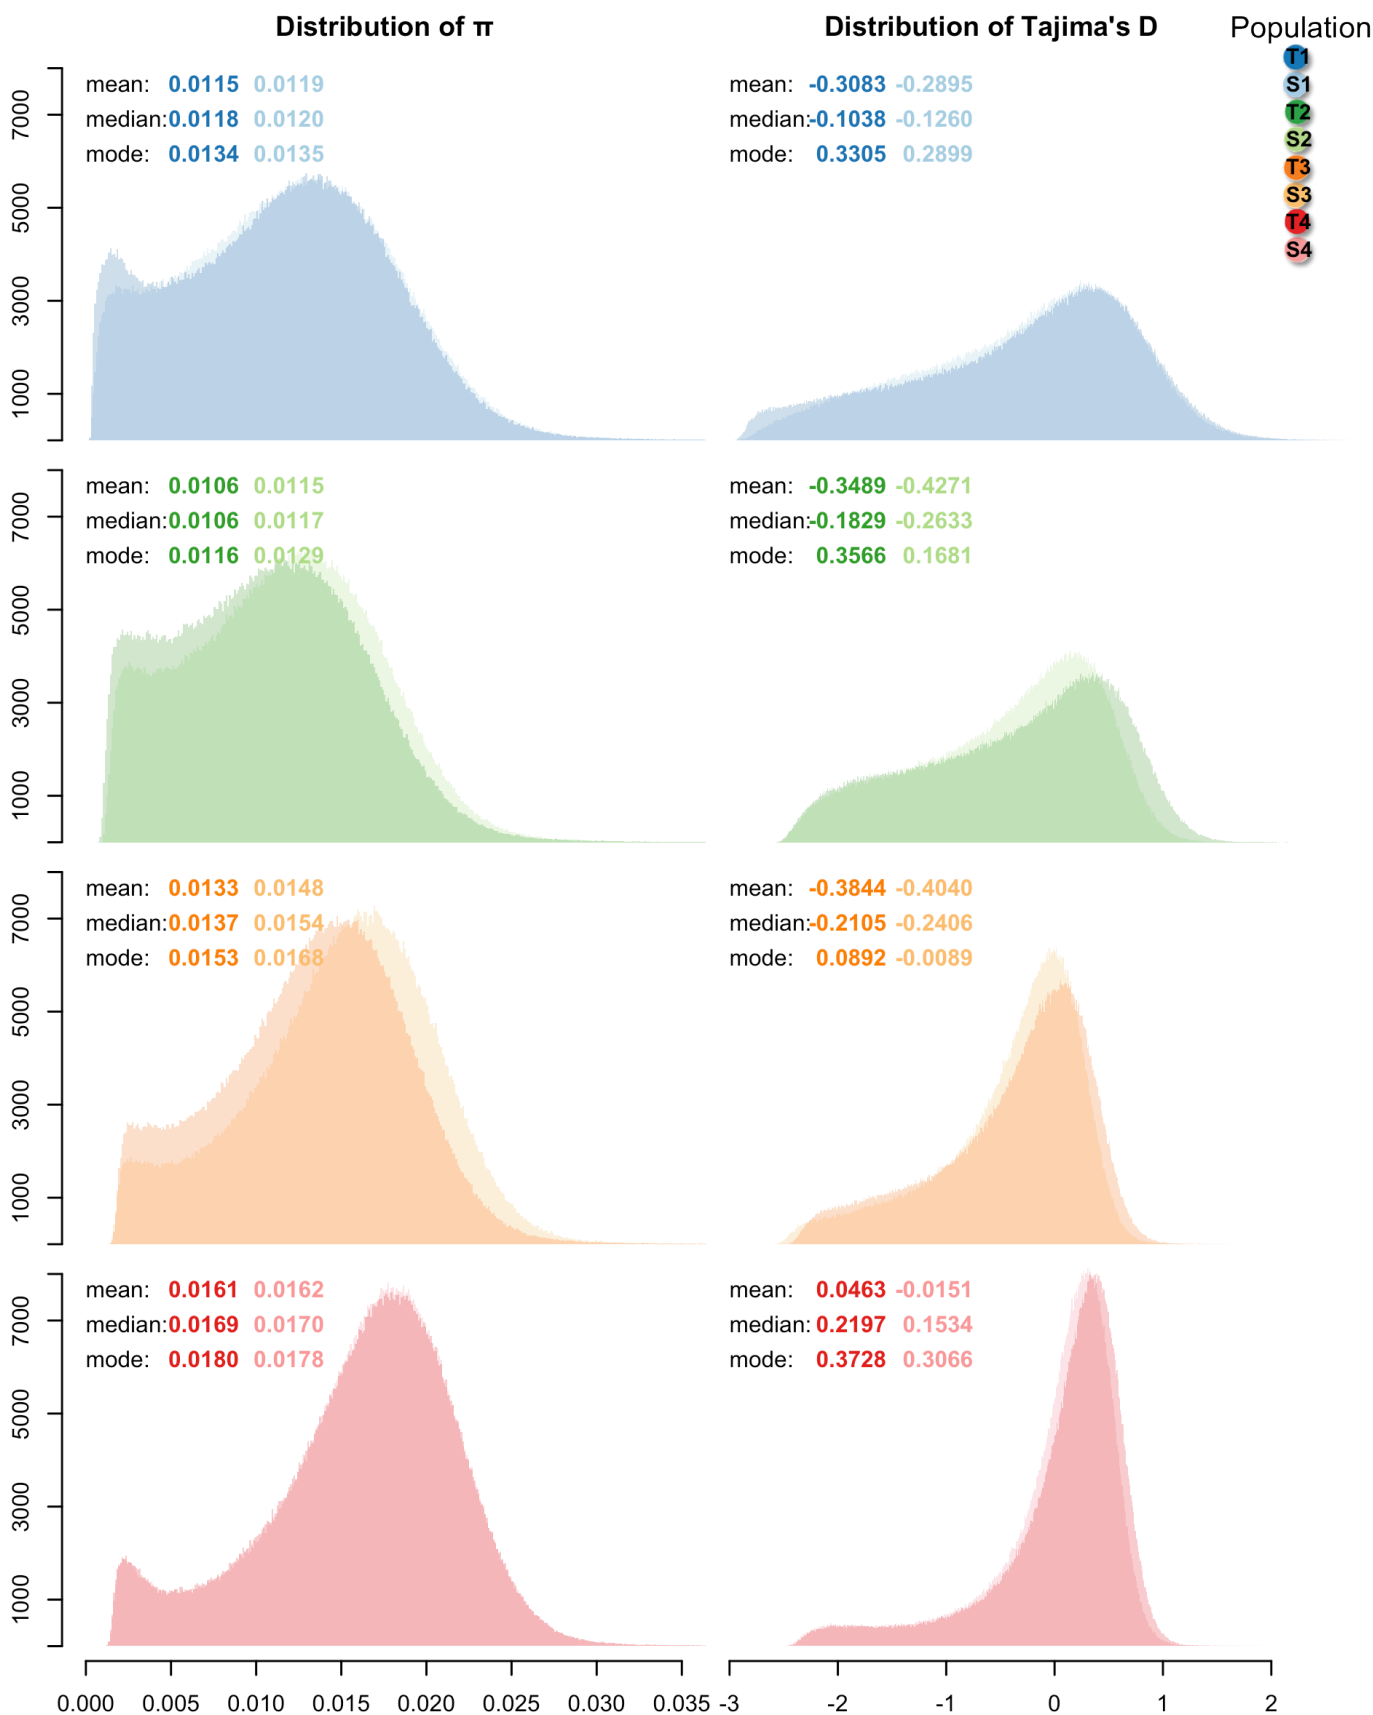 Distribution of π
Distribution of Tajima's D
Population
T1
S1
T2
S2
T3
S3
T4
S4
7000
5000
3000
1000
mean: 0.0115 0.0119
median: 0.0118 0.0120
mode: 0.0134 0.0135
mean: -0.3083 -0.2895
median: -0.1038 -0.1260
mode: 0.3305 0.2899
7000
5000
3000
1000
mean: 0.0106 0.0115
median: 0.0106 0.0117
mode: 0.0116 0.0129
mean: -0.3489 -0.4271
median: -0.1829 -0.2633
mode: 0.3566 0.1681
7000
5000
3000
1000
mean: 0.0133 0.0148
median: 0.0137 0.0154
mode: 0.0153 0.0168
mean: -0.3844 -0.4040
median: -0.2105 -0.2406
mode: 0.0892 -0.0089
7000
5000
3000
1000
mean: 0.0161 0.0162
median: 0.0169 0.0170
mode: 0.0180 0.0178
mean: 0.0463 -0.0151
median: 0.2197 0.1534
mode: 0.3728 0.3066
0.000 0.005 0.010 0.015 0.020 0.025 0.030 0.035
-3 -2 -1 0 1 2